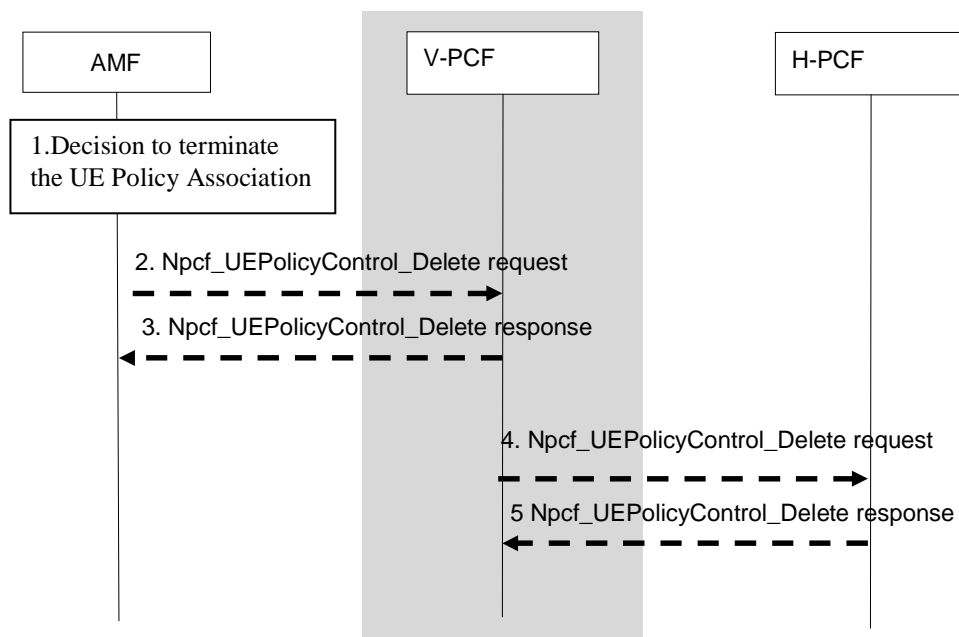 AMF
V-PCF
H-PCF
1.Decision to terminate
the UE Policy Association
2. Npcf_UEPolicyControl_Delete request
3. Npcf_UEPolicyControl_Delete response
4. Npcf_UEPolicyControl_Delete request
5 Npcf_UEPolicyControl_Delete response